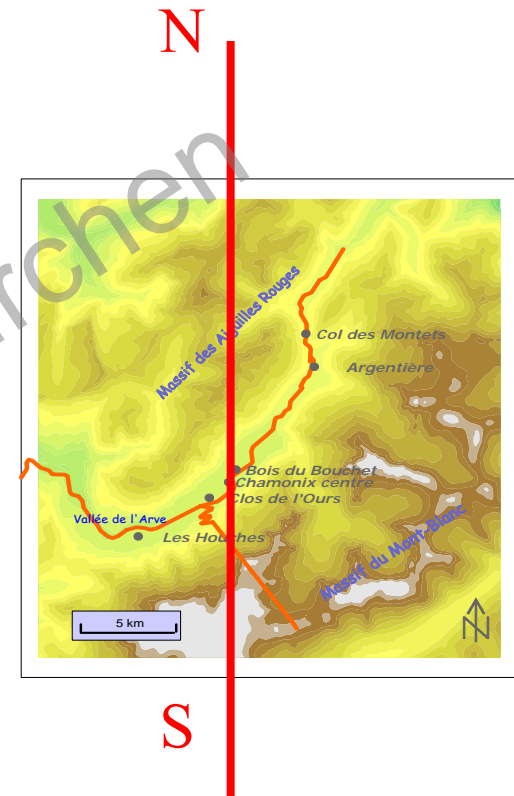 N
Massif des Aiguilles Rouges
Col des Montets
Argentière
Bois du Bouchet
Chamonix centre
Clos de l'Ours
Vallée de l'Arve
Les Houches
Massif du Mont-Blanc
5 km
N
S